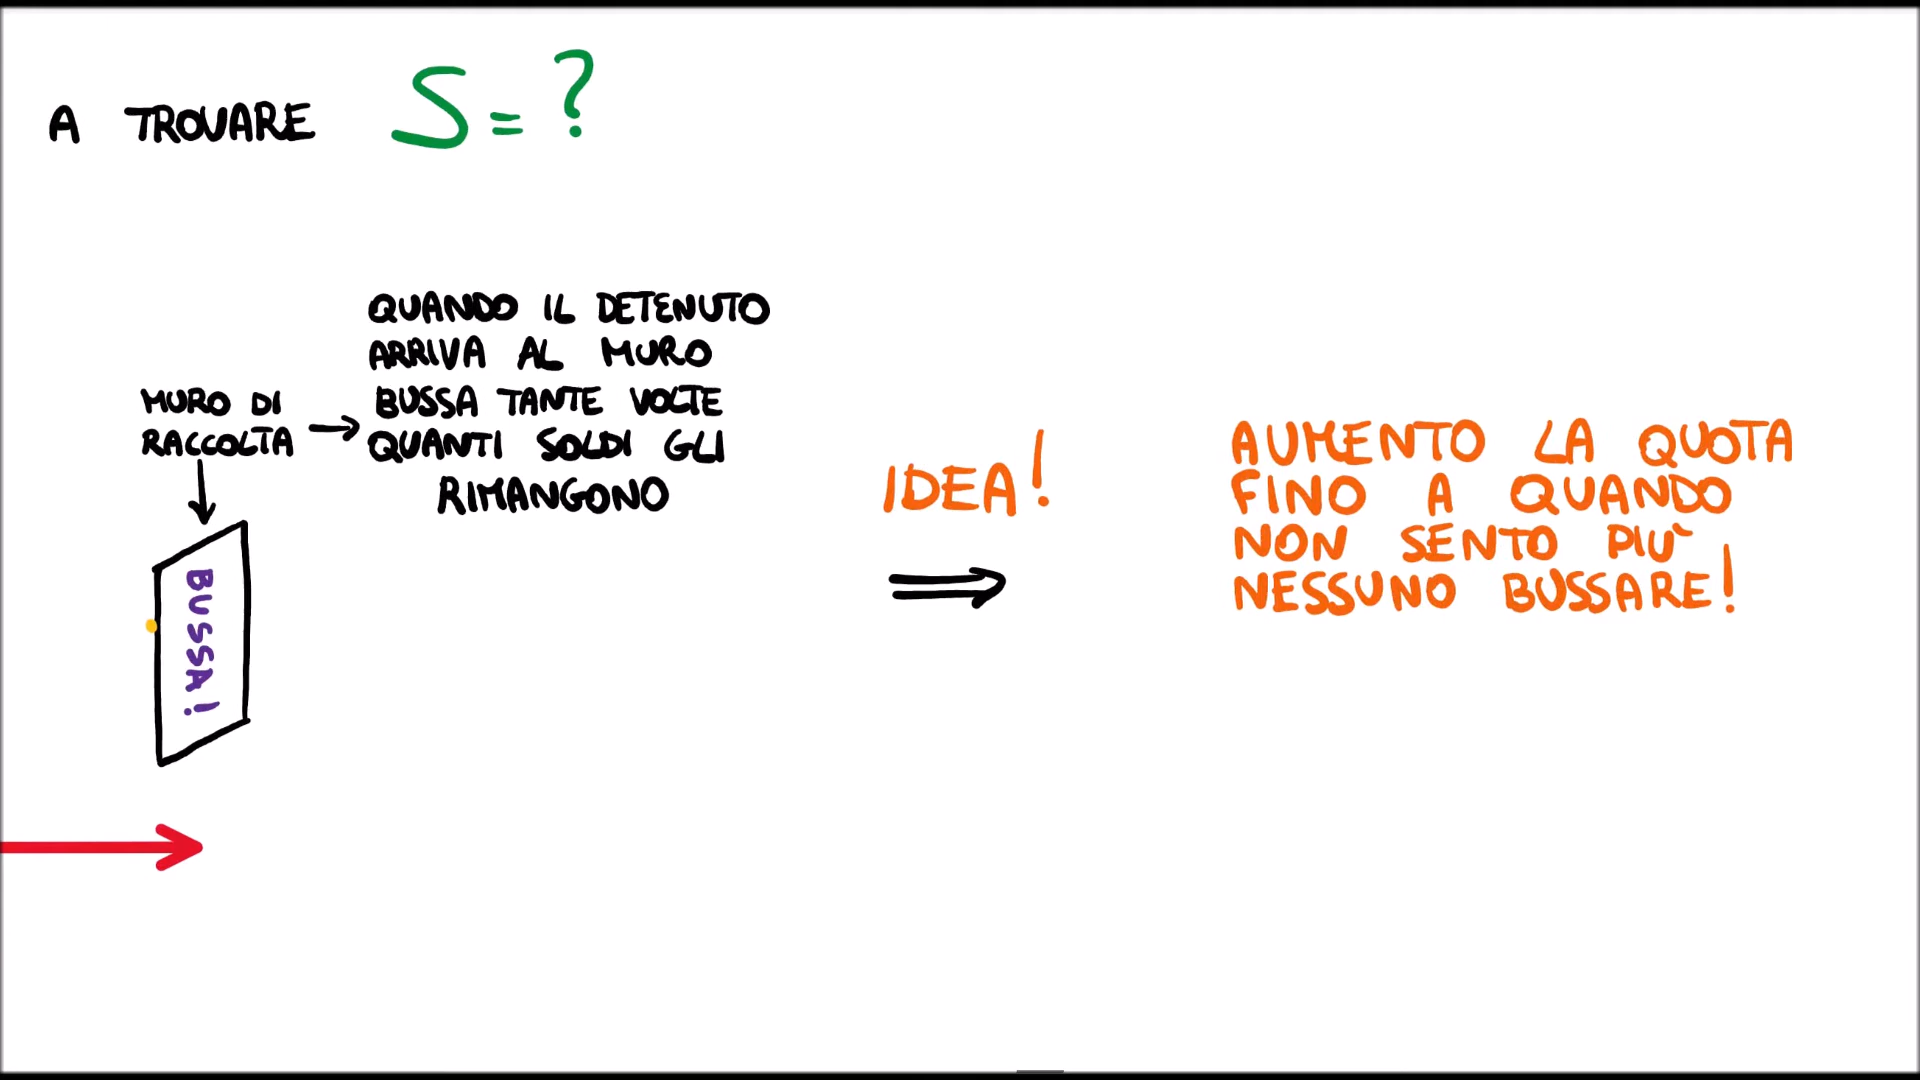 A TROVARE S = ?
QUANDO IL DETENUTO
ARRIVA AL MURO
BUSSA TANTE VOLTE
QUANTI SOLDI GLI
RIMANGONO
MURO DI
RACCOLTA
BUSSA!
IDEA!
AUMENTO LA QUOTA
FINO A QUANDO
NON SENTO PIÙ
NESSUNO BUSSARE!